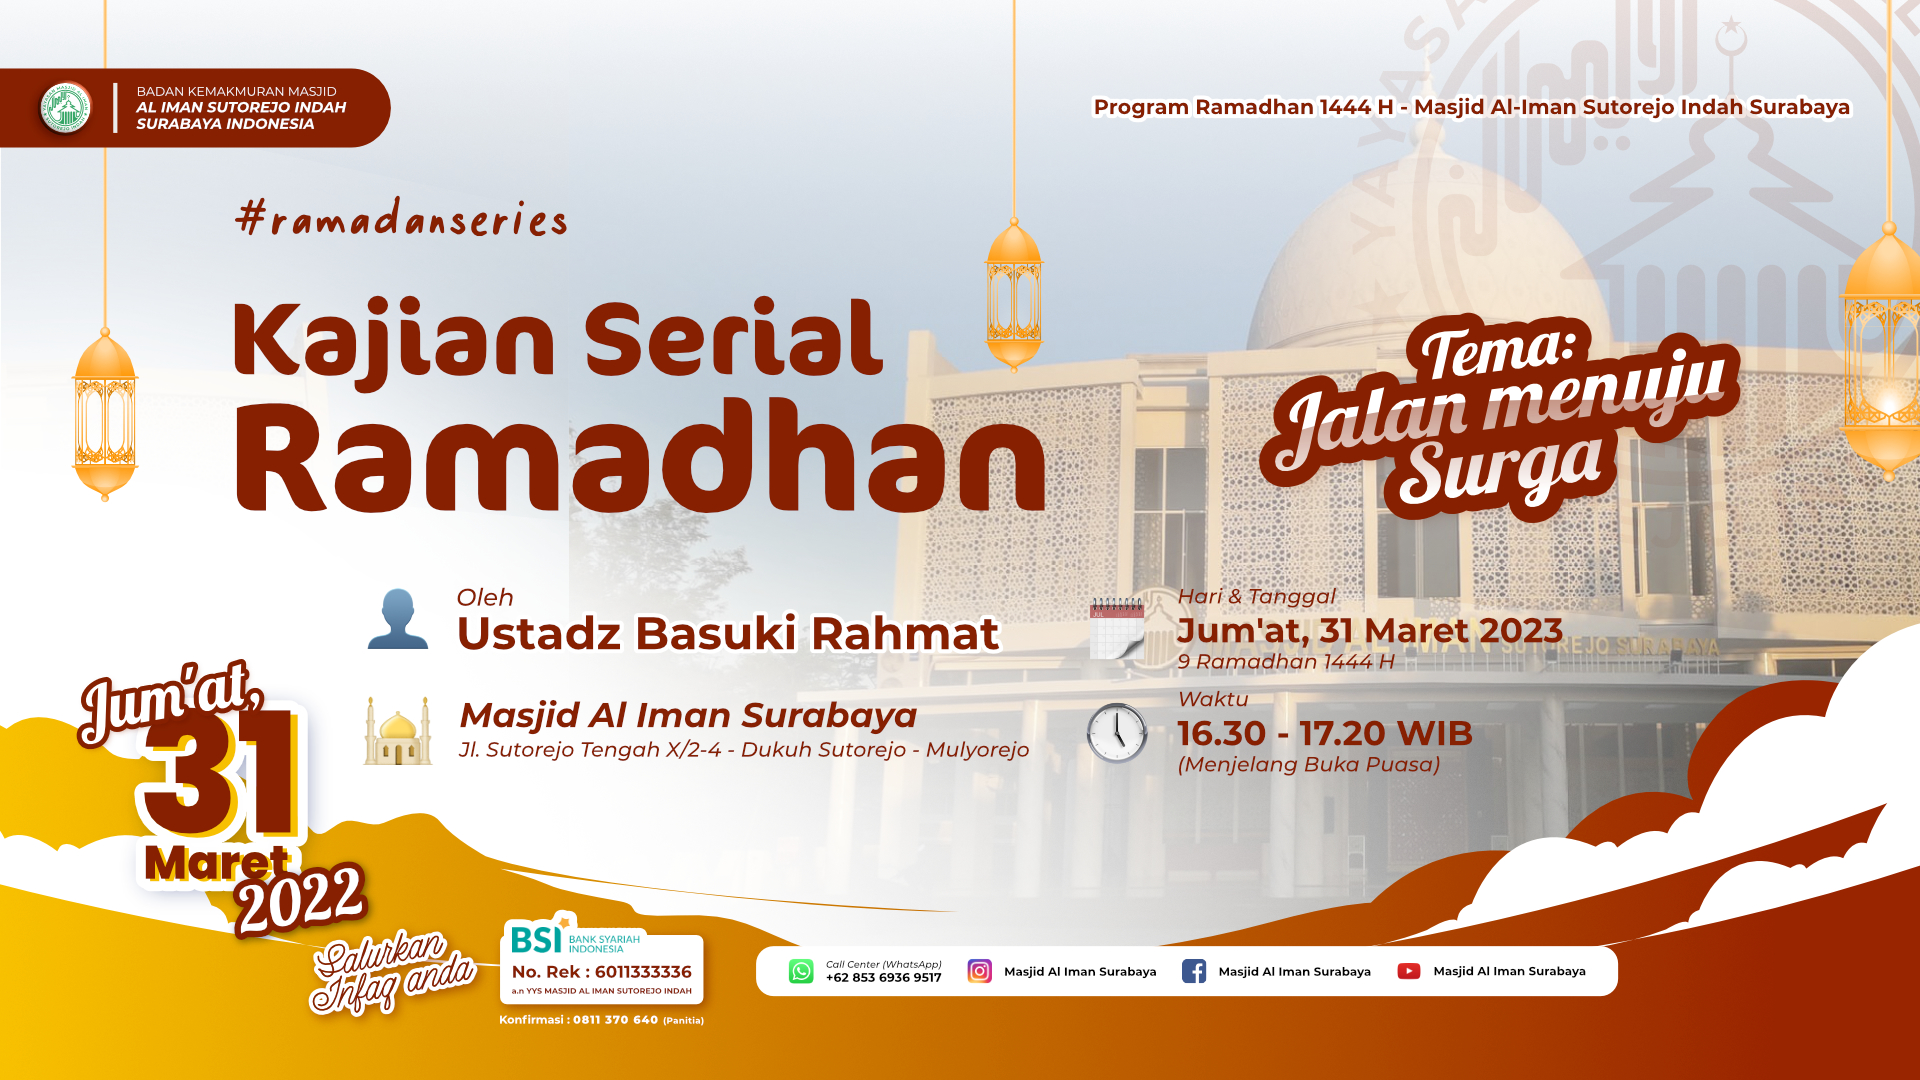 BADAN KEMAKMURAN MASJID
AL IMAN SUTOREJO INDAH
SURABAYA INDONESIA
Program Ramadhan 1444 H - Masjid Al-Iman Sutorejo Indah Surabaya
#ramadanseries
Kajian Serial
Ramadhan
Tema:
Jalan menuju
Surga
Oleh
Ustadz Basuki Rahmat
Masjid Al Iman Surabaya
Jl. Sutorejo Tengah X/2-4 - Dukuh Sutorejo - Mulyorejo
Hari & Tanggal
Jum'at, 31 Maret 2023
9 Ramadhan 1444 H
Waktu
16.30 - 17.20 WIB
(Menjelang Buka Puasa)
JUL
IMAN SUTOREJO SURABAYA
Jum'at,
31
Maret
2022
Salurkan
Infaq anda
BSI BANK SYARIAH
INDONESIA
No. Rek : 6011333336
a.n YYS MASJID AL IMAN SUTOREJO INDAH
Konfirmasi : 0811 370 640 (Panitia)
Call Center (WhatsApp)
+62 853 6936 9517
Masjid Al Iman Surabaya
Masjid Al Iman Surabaya
Masjid Al Iman Surabaya